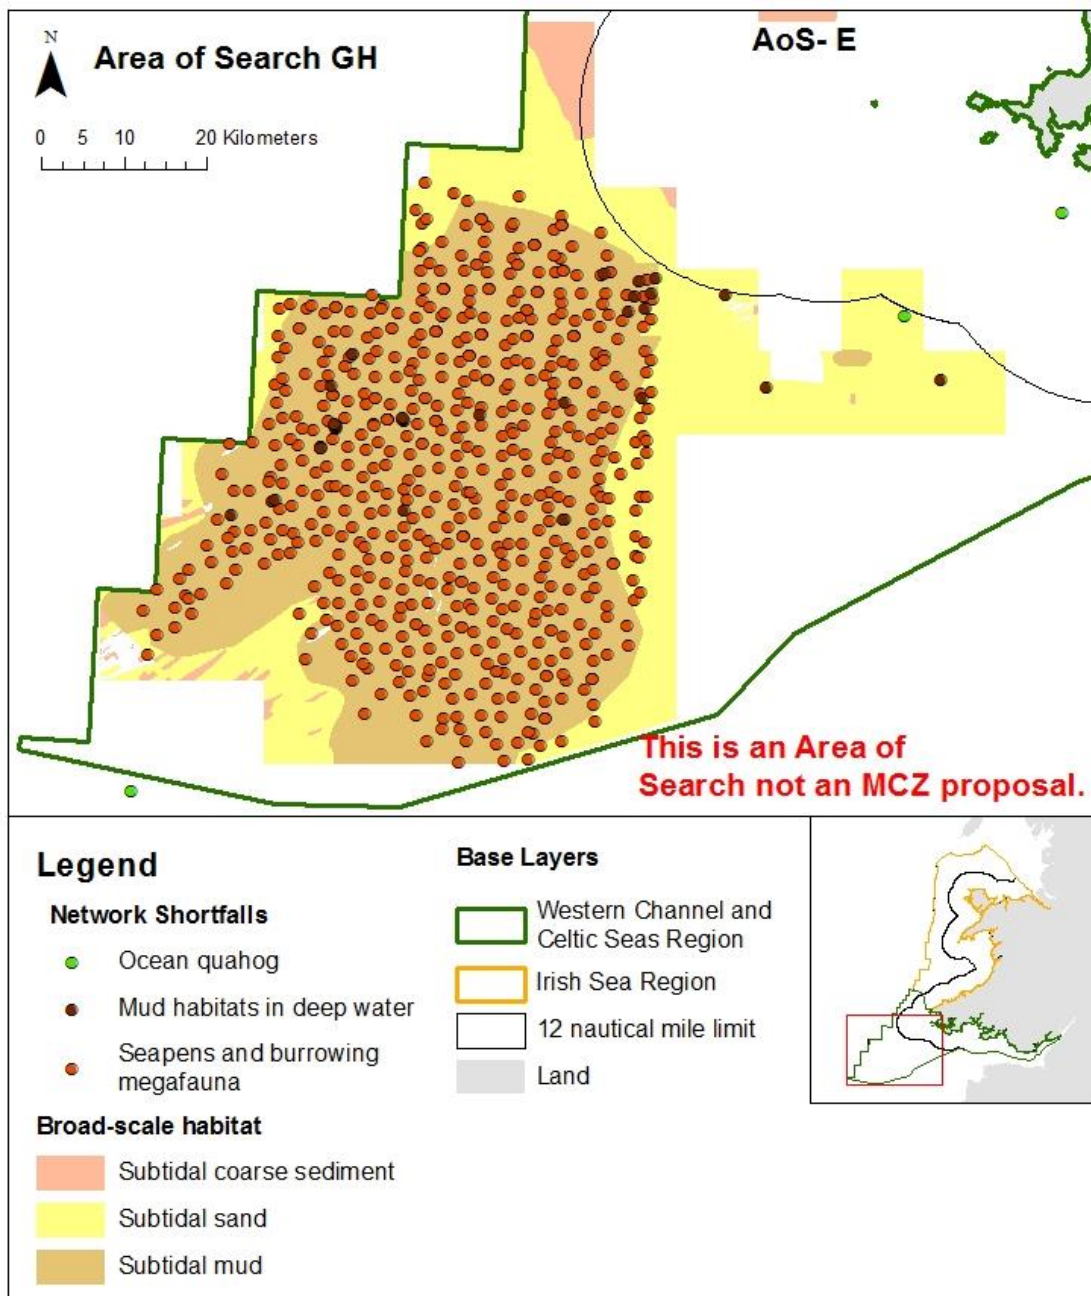 N
Area of Search GH
AoS- E
0 5 10 20 Kilometers
This is an Area of
Search not an MCZ proposal.
Legend
Network Shortfalls
Ocean quahog
Mud habitats in deep water
Seapens and burrowing
megafauna
Broad-scale habitat
Subtidal coarse sediment
Subtidal sand
Subtidal mud
Base Layers
Western Channel and
Celtic Seas Region
Irish Sea Region
12 nautical mile limit
Land